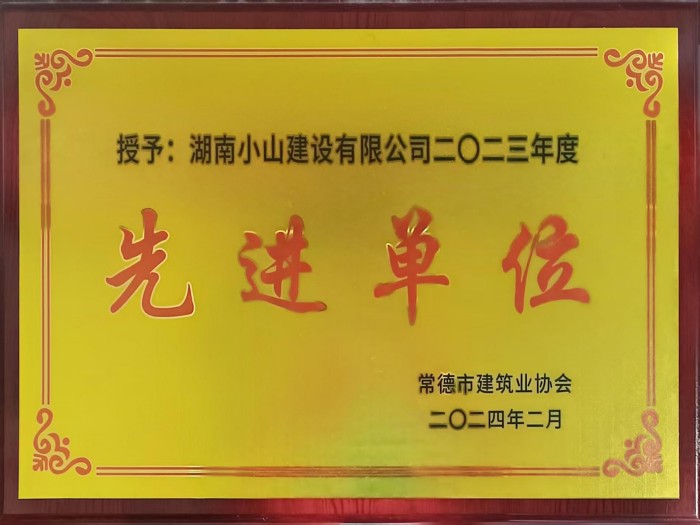 授予：湖南小山建设有限公司二〇二三年度
先进单位
常德市建筑业协会
二〇二四年二月